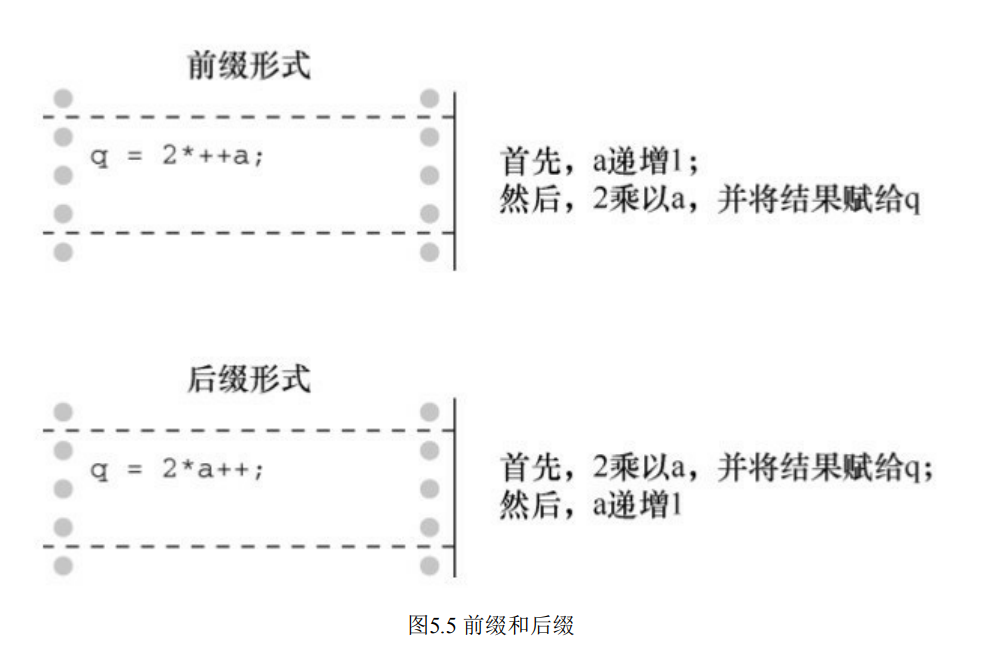 前缀形式
q = 2*++a;
首先，a递增1；
然后，2乘以a，并将结果赋给q
后缀形式
q = 2*a++;
首先，2乘以a，并将结果赋给q；
然后，a递增1
图5.5 前缀和后缀